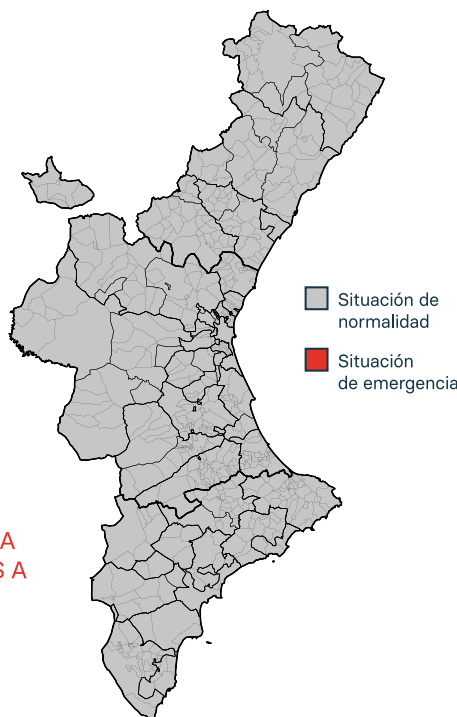 Situación de
normalidad
Situación
de emergencia
A
S A